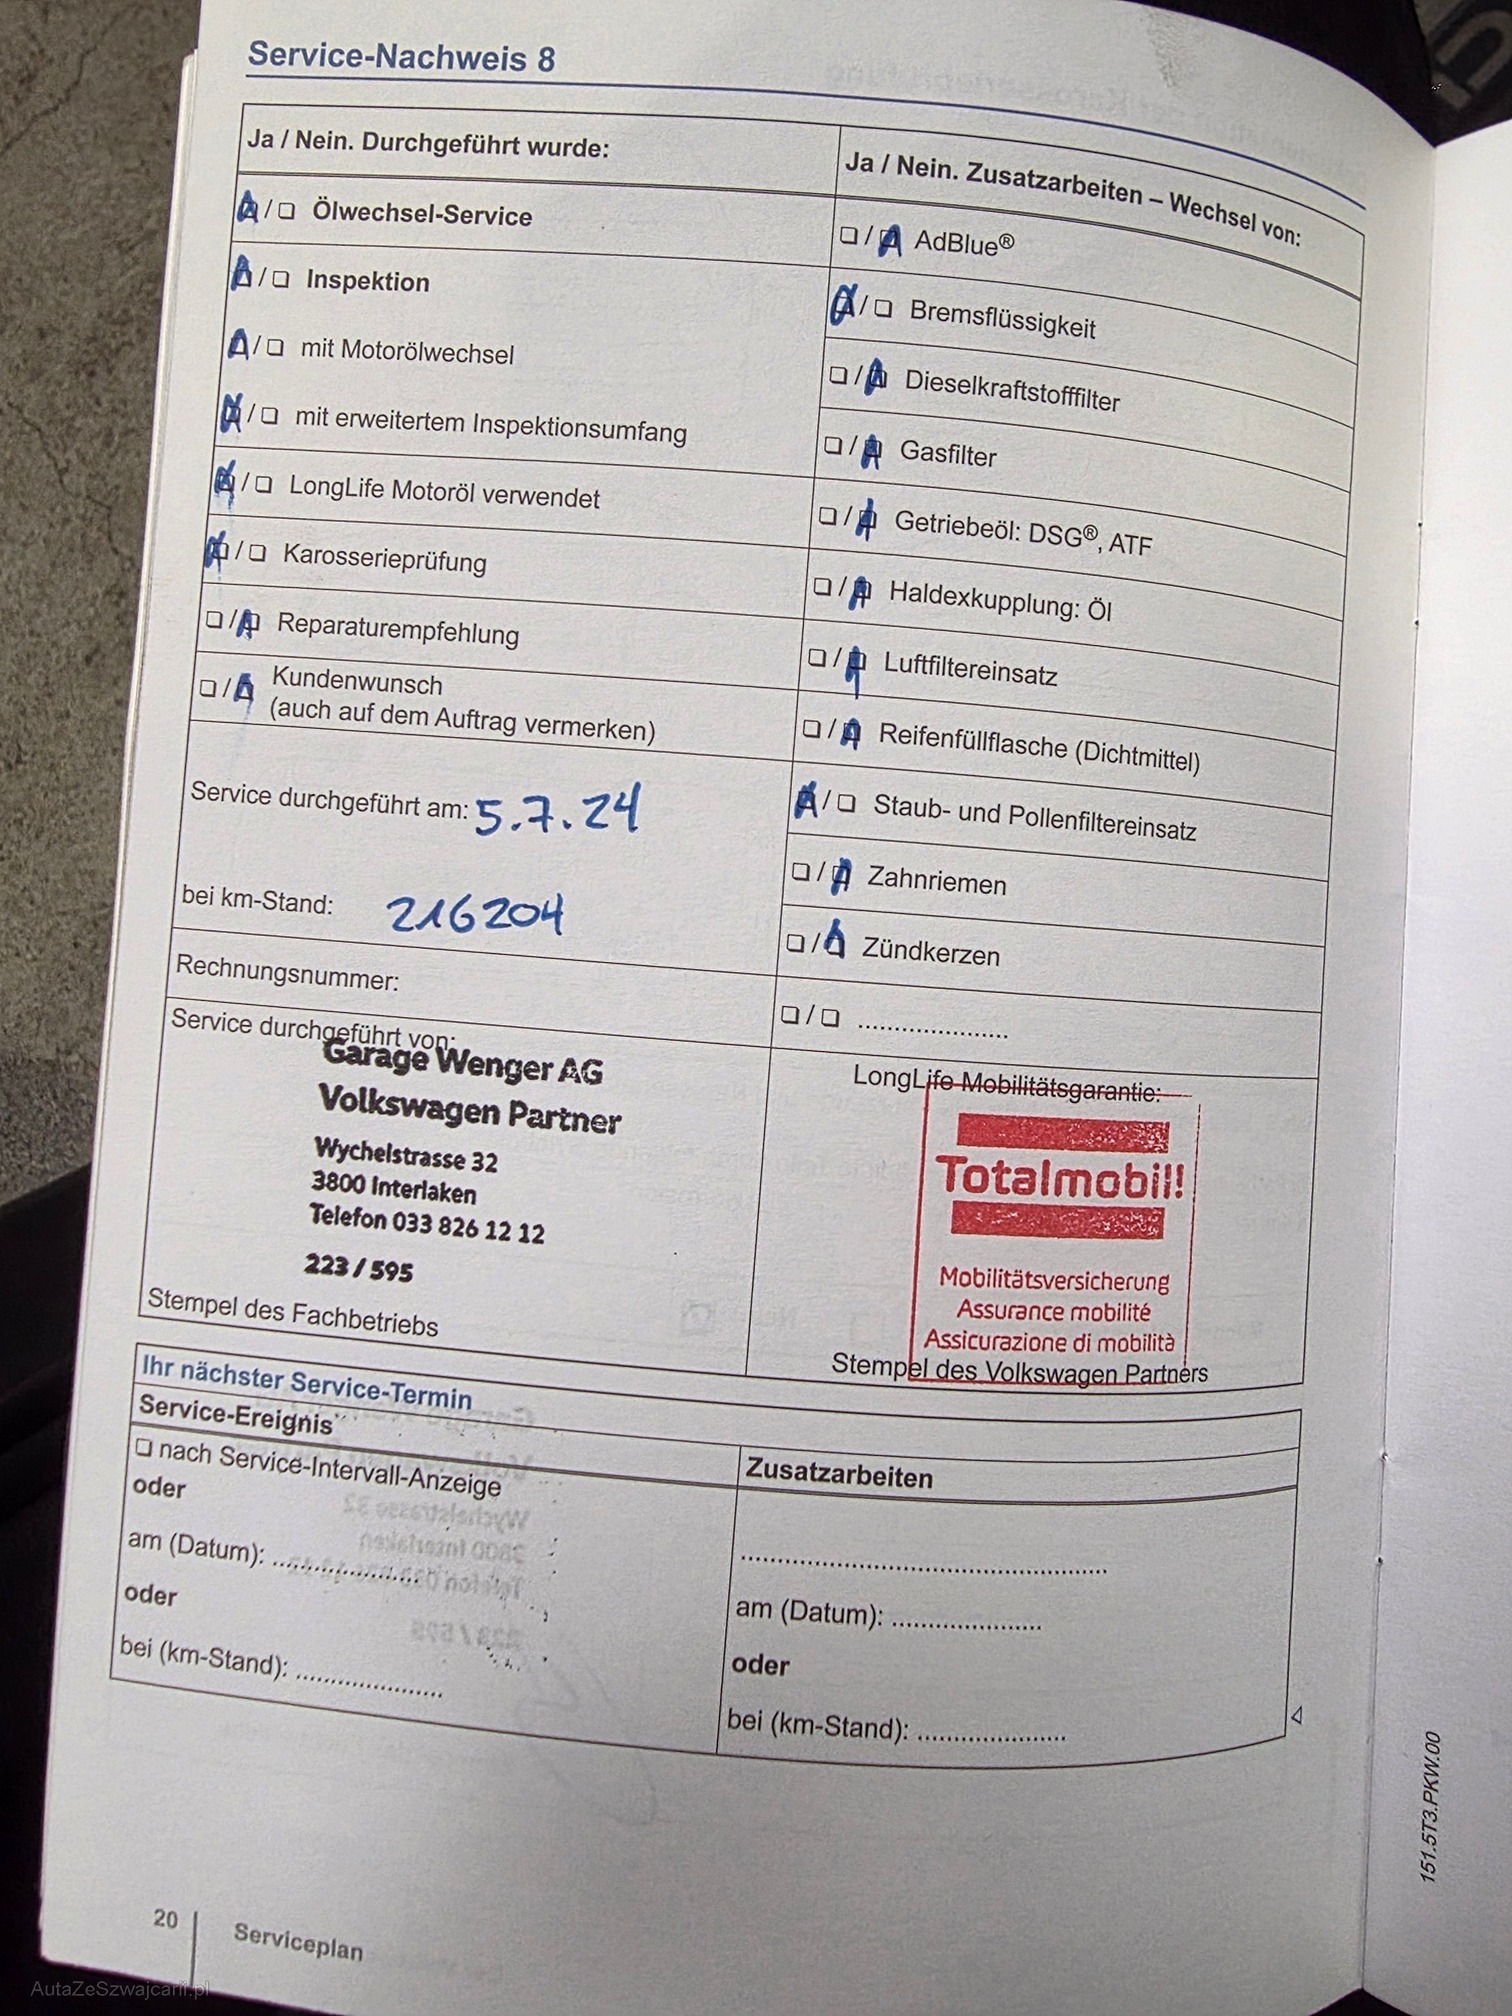 Service-Nachweis 8
Ja / Nein. Durchgeführt wurde:
Ölwechsel-Service
Inspektion
mit Motorölwechsel
mit erweitertem Inspektionsumfang
LongLife Motoröl verwendet
Karosserieprüfung
Reparaturempfehlung
Kundenwunsch
(auch auf dem Auftrag vermerken)
Service durchgeführt am: 5.7.24
bei km-Stand: 216204
Rechnungsnummer:
Service durchgeführt von:
Garage Wenger AG
Volkswagen Partner
Wychelstrasse 32
3800 Interlaken
Telefon 033 826 12 12
223 / 595
Stempel des Fachbetriebs
Ja / Nein. Zusatzarbeiten – Wechsel von:
AdBlue®
Bremsflüssigkeit
Dieselkraftstofffilter
Gasfilter
Getriebeöl: DSG®, ATF
Haldexkupplung: Öl
Luftfiltereinsatz
Reifenfüllflasche (Dichtmittel)
Staub- und Pollenfiltereinsatz
Zahnriemen
Zündkerzen
.....................
LongLife Mobilitätsgarantie:
Totalmobil!
Mobilitätsversicherung
Assurance mobilité
Assicurazione di mobilità
Stempel des Volkswagen Partners
Ihr nächster Service-Termin
Service-Ereignis
nach Service-Intervall-Anzeige
oder
am (Datum): .....................
oder
bei (km-Stand): .....................
Zusatzarbeiten
...................................................
am (Datum): .....................
oder
bei (km-Stand): .....................
151.5T3.PKW.00
20
Serviceplan
AutaZeSzwajcarii.pl